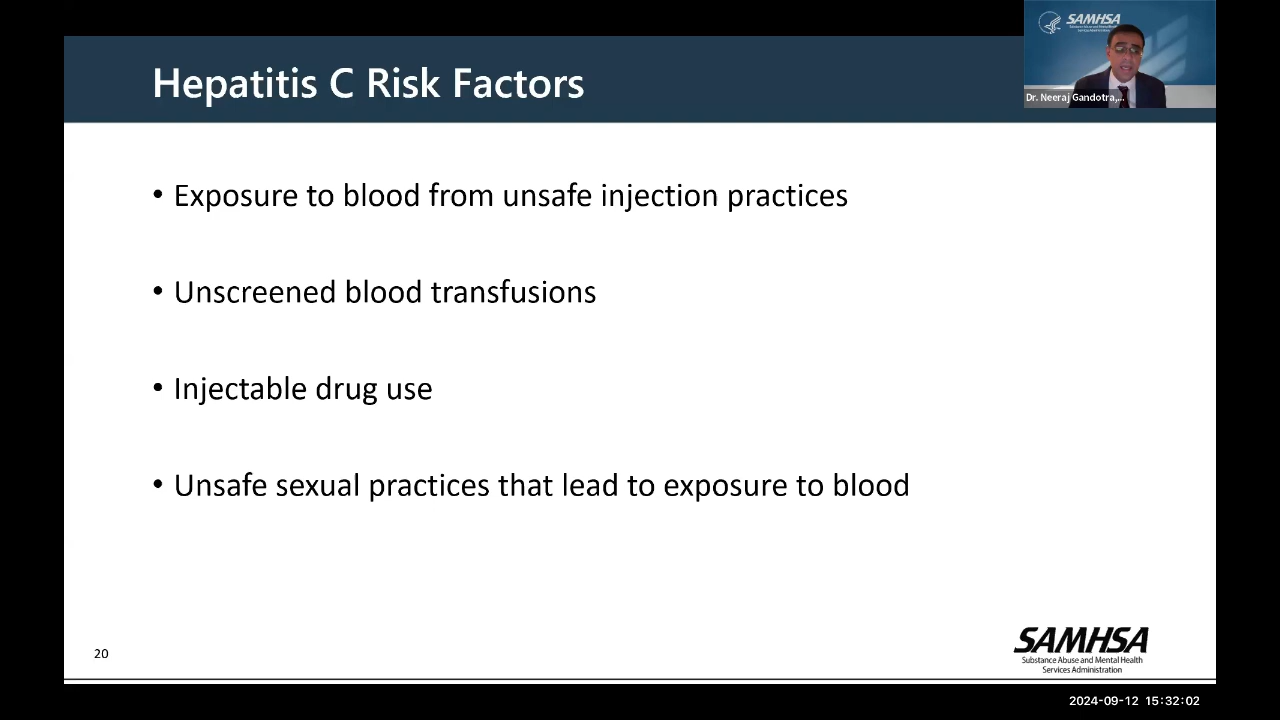 SAMHSA
Dr. Neeraj Gandotra,...
Hepatitis C Risk Factors
• Exposure to blood from unsafe injection practices
• Unscreened blood transfusions
• Injectable drug use
• Unsafe sexual practices that lead to exposure to blood
20
SAMHSA
Substance Abuse and Mental Health
Services Administration
2024-09-12 15:32:02